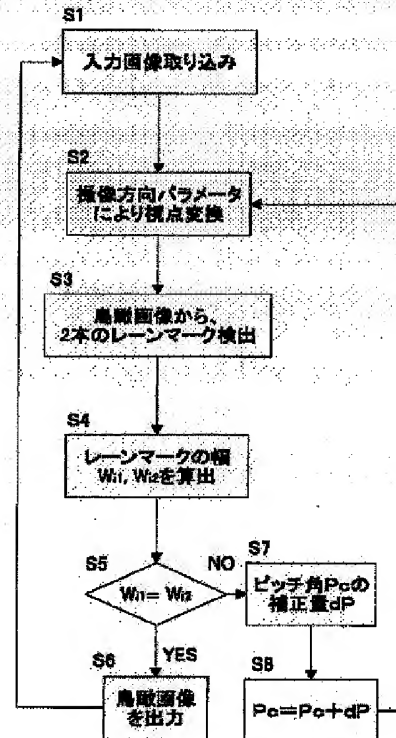 S1
入力画像取り込み
S2
撮像方向パラメータ
により視点変換
S3
鳥瞰画像から、
2本のレーンマーク検出
S4
レーンマークの幅
Wi1, Wi2を算出
S5
Wi1= Wi2
NO
YES
S7
ピッチ角Pcの
補正量dP
S6
鳥瞰画像
を出力
S8
Pc=Pc+dP